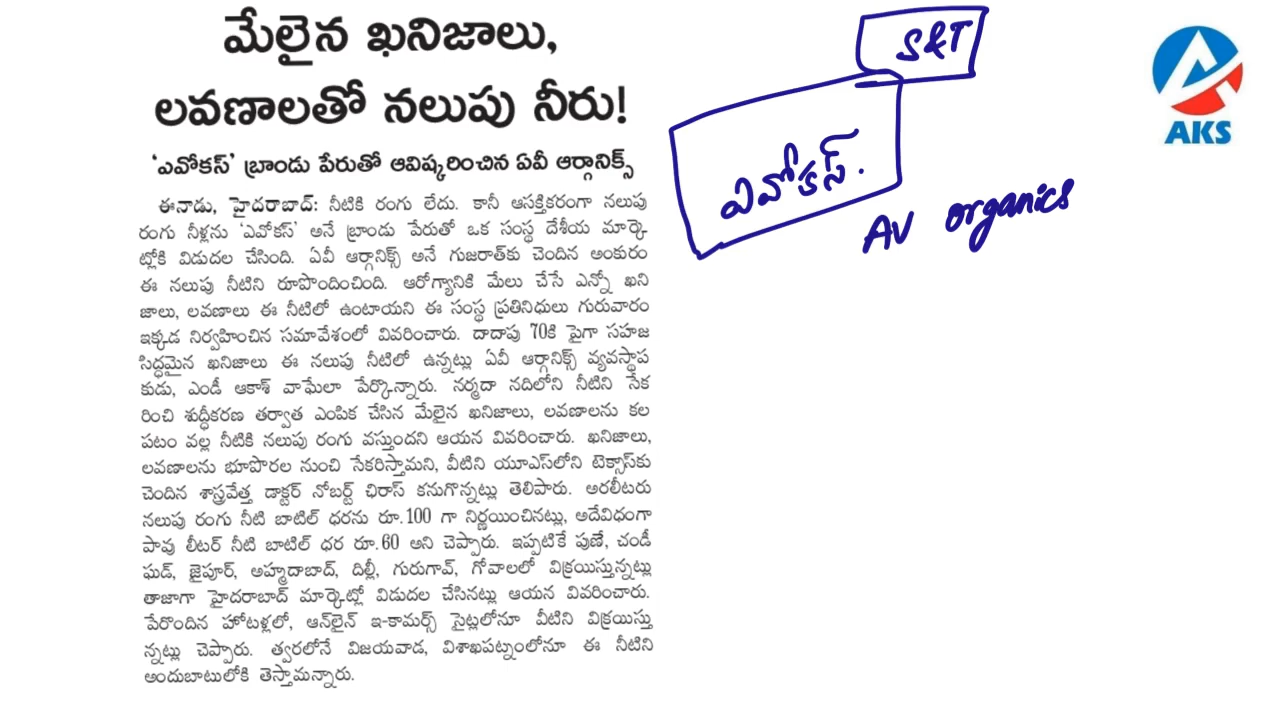 మేలైన ఖనిజాలు,
లవణాలతో నలుపు నీరు!
‘ఎవోకస్’ బ్రాండు పేరుతో ఆవిష్కరించిన ఏవీ ఆర్గానిక్స్
ఈనాడు, హైదరాబాద్: నీటికి రంగు లేదు. కానీ ఆసక్తికరంగా నలుపు
రంగు నీళ్లను ‘ఎవోకస్’ అనే బ్రాండు పేరుతో ఒక సంస్థ దేశీయ మార్కె
ట్లోకి విడుదల చేసింది. ఏవీ ఆర్గానిక్స్ అనే గుజరాత్‌కు చెందిన అంకురం
ఈ నలుపు నీటిని రూపొందించింది. ఆరోగ్యానికి మేలు చేసే ఎన్నో ఖని
జాలు, లవణాలు ఈ నీటిలో ఉంటాయని ఈ సంస్థ ప్రతినిధులు గురువారం
ఇక్కడ నిర్వహించిన సమావేశంలో వివరించారు. దాదాపు 70కి పైగా సహజ
సిద్ధమైన ఖనిజాలు ఈ నలుపు నీటిలో ఉన్నట్లు ఏవీ ఆర్గానిక్స్ వ్యవస్థాప
కుడు, ఎండీ ఆకాశ్ వాఘేలా పేర్కొన్నారు. నర్మదా నదిలోని నీటిని సేక
రించి శుద్ధీకరణ తర్వాత ఎంపిక చేసిన మేలైన ఖనిజాలు, లవణాలను కల
పటం వల్ల నీటికి నలుపు రంగు వస్తుందని ఆయన వివరించారు. ఖనిజాలు,
లవణాలను భూపొరల నుంచి సేకరిస్తామని, వీటిని యూఎస్‌లోని టెక్సాస్‌కు
చెందిన శాస్త్రవేత్త డాక్టర్ నోబర్ట్ ఛిరాస్ కనుగొన్నట్లు తెలిపారు. అరలీటరు
నలుపు రంగు నీటి బాటిల్ ధరను రూ.100 గా నిర్ణయించినట్లు, అదేవిధంగా
పావు లీటర్ నీటి బాటిల్ ధర రూ.60 అని చెప్పారు. ఇప్పటికే పుణే, చండీ
ఘడ్, జైపూర్, అహ్మదాబాద్, దిల్లీ, గురుగావ్, గోవాలలో విక్రయిస్తున్నట్లు
తాజాగా హైదరాబాద్ మార్కెట్లో విడుదల చేసినట్లు ఆయన వివరించారు.
పేరొందిన హోటళ్లలో, ఆన్‌లైన్ ఇ-కామర్స్ సైట్లలోనూ వీటిని విక్రయిస్తు
న్నట్లు చెప్పారు. త్వరలోనే విజయవాడ, విశాఖపట్నంలోనూ ఈ నీటిని
అందుబాటులోకి తెస్తామన్నారు.
S&T
ఎవోకస్.
AV organics
AKS